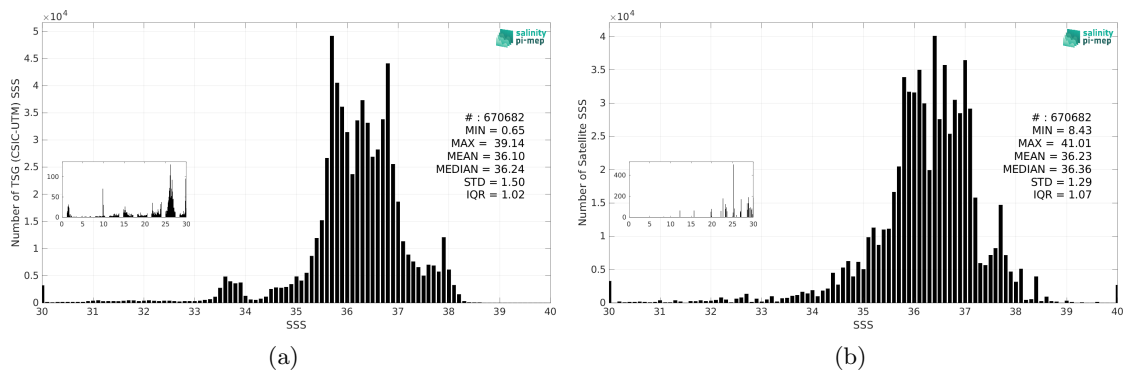 ×10⁴
5
4.5
4
3.5
3
2.5
2
1.5
1
0.5
0
Number of TSG (CSIC-UTM) SSS
salinity
pi-mep
# : 670682
MIN = 0.65
MAX = 39.14
MEAN = 36.10
MEDIAN = 36.24
STD = 1.50
IQR = 1.02
100
50
0
0 5 10 15 20 25 30
30 31 32 33 34 35 36 37 38 39 40
SSS
(a)
×10⁴
4
3.5
3
2.5
2
1.5
1
0.5
0
Number of Satellite SSS
salinity
pi-mep
# : 670682
MIN = 8.43
MAX = 41.01
MEAN = 36.23
MEDIAN = 36.36
STD = 1.29
IQR = 1.07
400
200
0
0 5 10 15 20 25 30
30 31 32 33 34 35 36 37 38 39 40
SSS
(b)